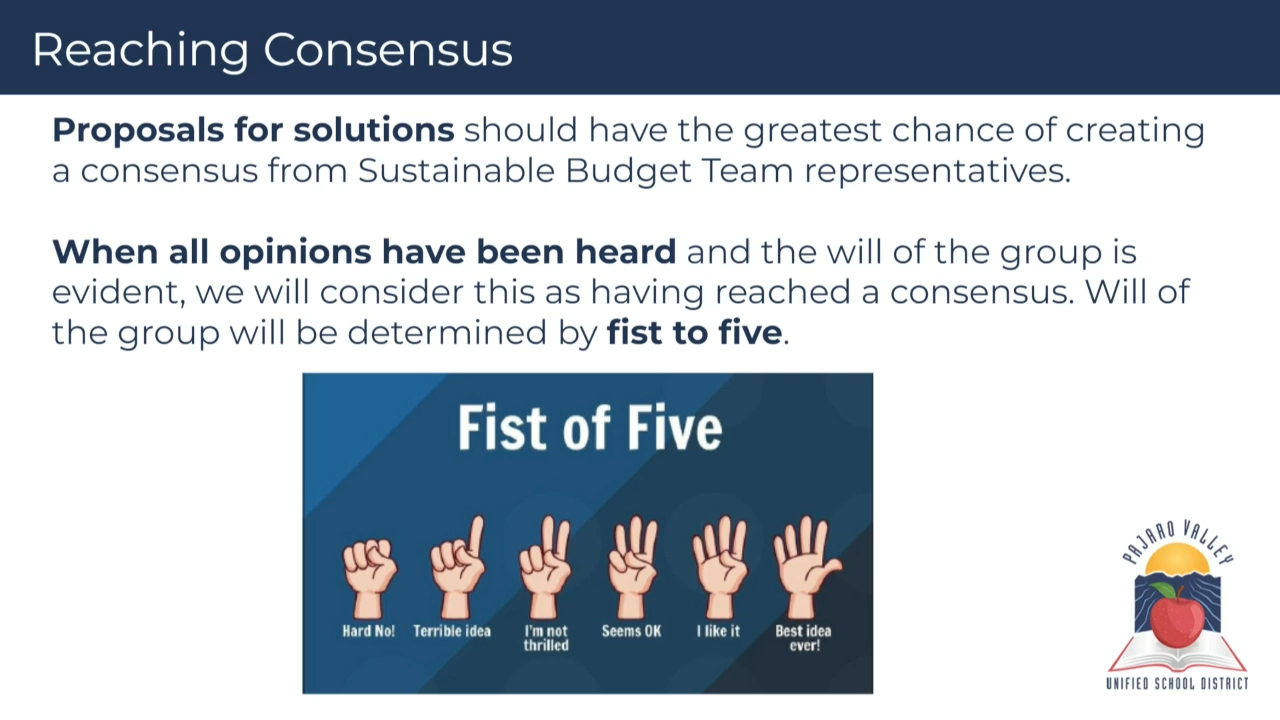 Reaching Consensus
Proposals for solutions should have the greatest chance of creating
a consensus from Sustainable Budget Team representatives.
When all opinions have been heard and the will of the group is
evident, we will consider this as having reached a consensus. Will of
the group will be determined by fist to five.
Fist of Five
Hard No!
Terrible idea
I'm not
thrilled
Seems OK
I like it
Best idea
ever!
PAJARO VALLEY
UNIFIED SCHOOL DISTRICT